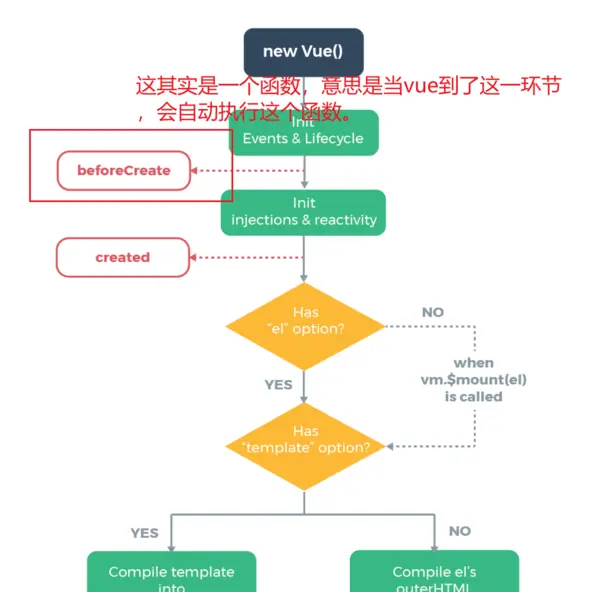 new Vue()
这其实是一个函数，意思是当vue到了这一环节
，会自动执行这个函数。
Init
Events & Lifecycle
beforeCreate
Init
injections & reactivity
created
Has
"el" option?
NO
when
vm.$mount(el)
is called
YES
Has
"template" option?
YES
NO
Compile template
into
Compile el's
outerHTML